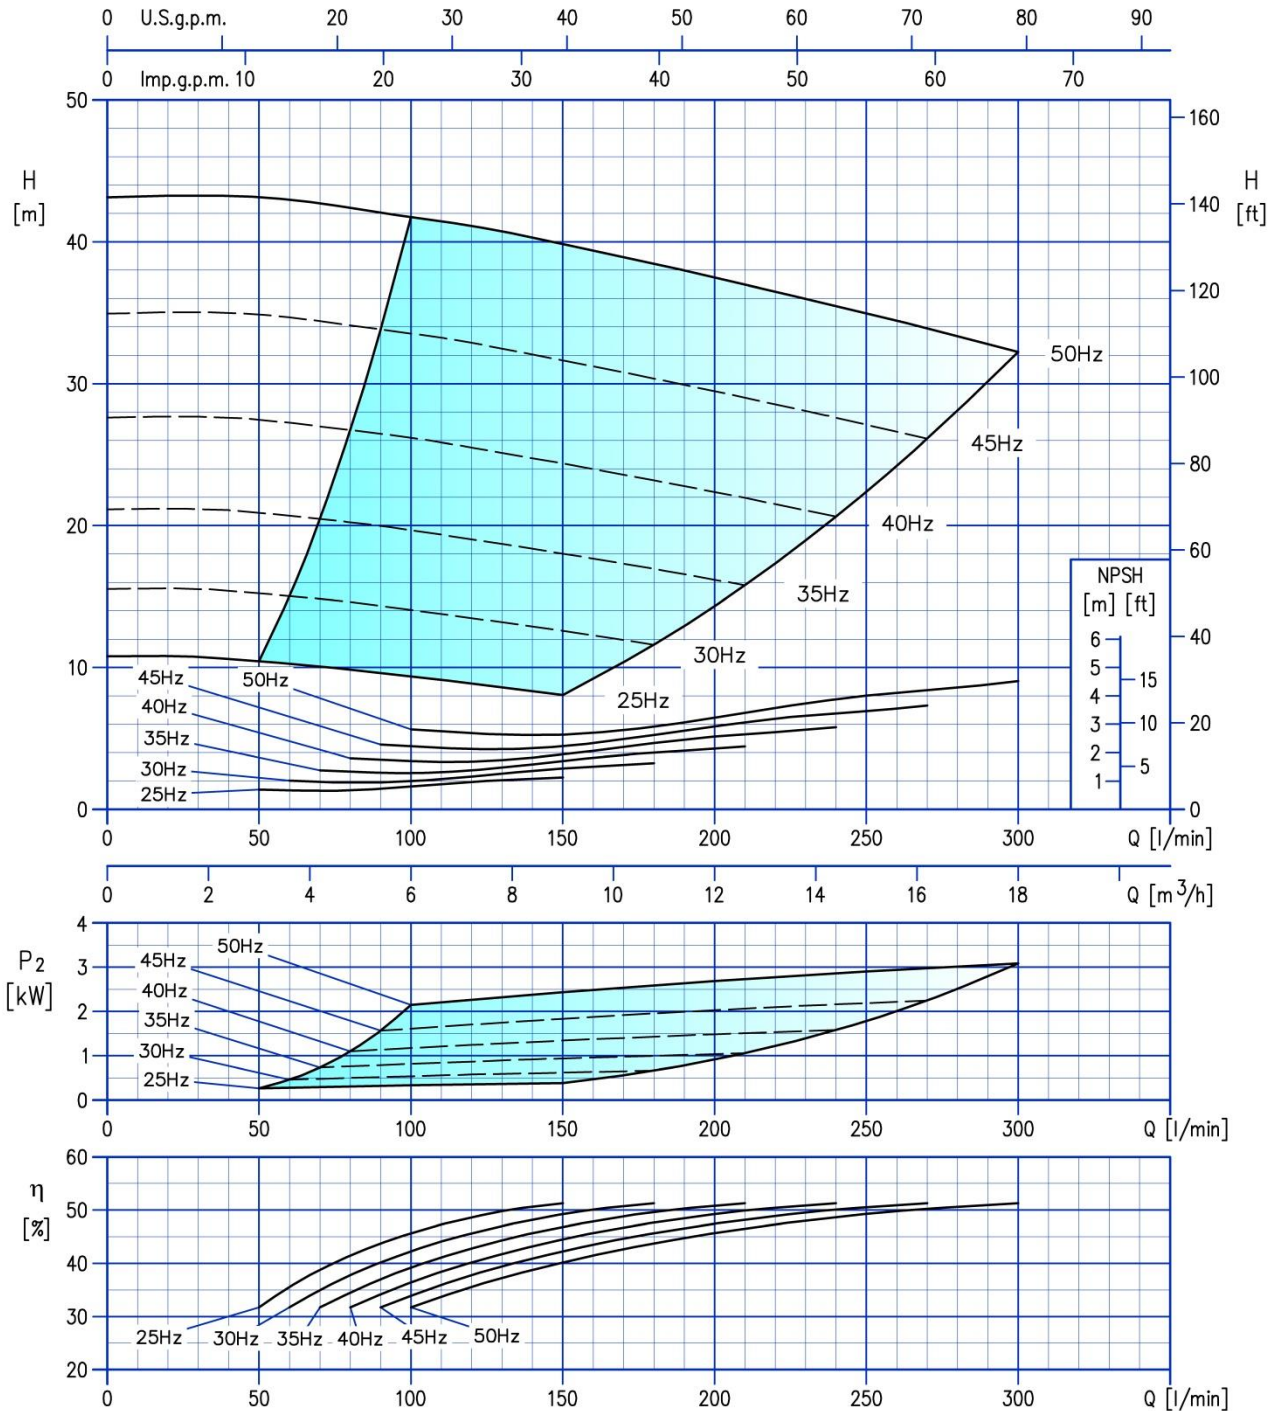 0 U.S.g.p.m. 20 30 40 50 60 70 80 90
0 Imp.g.p.m. 10 20 30 40 50 60 70
50 160
H
[m]
H
[ft]
140
40
120
50Hz
30 100
45Hz
80
40Hz
20
60
35Hz
NPSH
[m] [ft]
6
30Hz
40
10
5
45Hz 50Hz
15
25Hz
4
40Hz
3 10 20
35Hz
2
30Hz
5
1
25Hz
0 0
0 50 100 150 200 250 300 Q [l/min]
0 2 4 6 8 10 12 14 16 18 Q [m³/h]
4
P2
[kW]
50Hz
45Hz
3
40Hz
2
35Hz
30Hz
1
25Hz
0
0 50 100 150 200 250 300 Q [l/min]
60
η
[%]
50
40
30
25Hz 30Hz 35Hz 40Hz 45Hz 50Hz
20
0 50 100 150 200 250 300 Q [l/min]